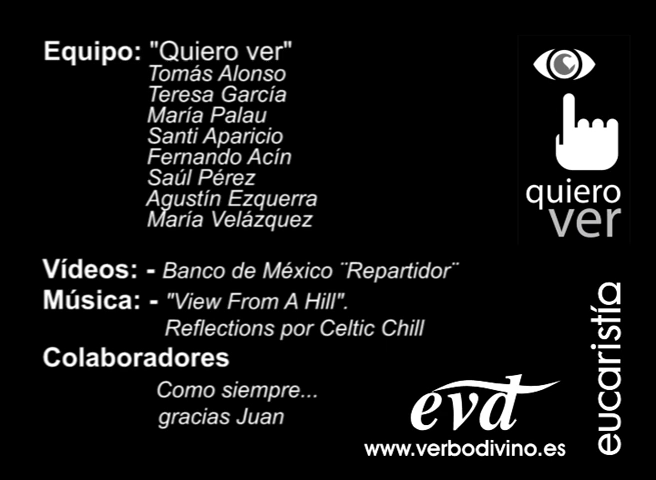 Equipo: "Quiero ver"
Tomás Alonso
Teresa García
María Palau
Santi Aparicio
Fernando Acín
Saúl Pérez
Agustín Ezquerra
María Velázquez
quiero
ver
Vídeos: - Banco de México ¨Repartidor¨
Música: - "View From A Hill".
Reflections por Celtic Chill
Colaboradores
Como siempre...
gracias Juan
evd
www.verbodivino.es
eucaristía